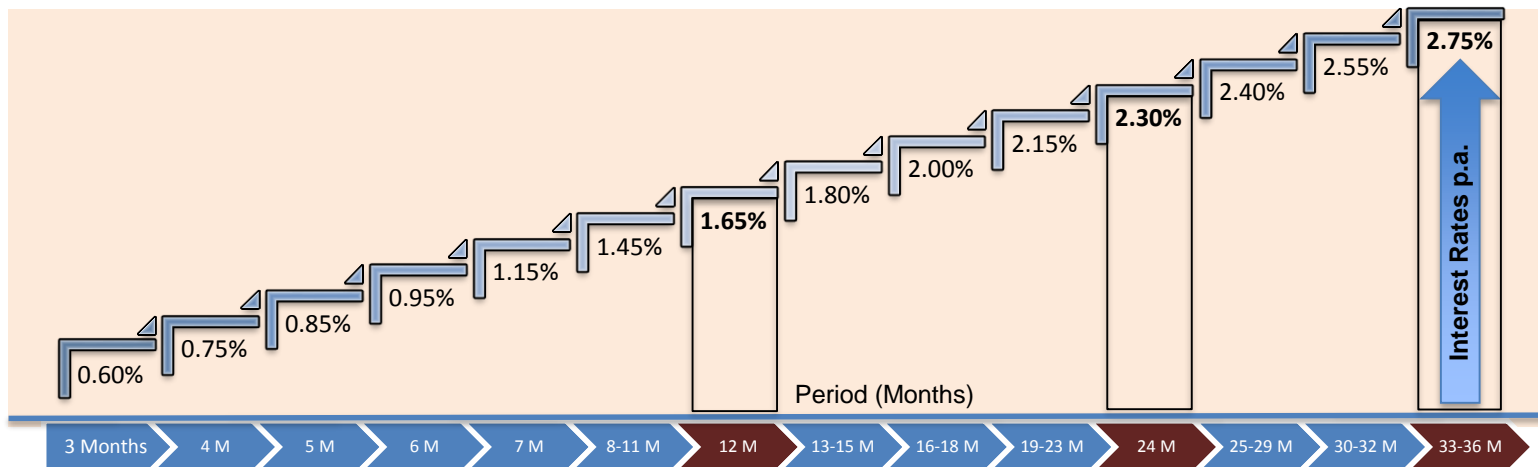 0.60%
0.75%
0.85%
0.95%
1.15%
1.45%
1.65%
1.80%
2.00%
2.15%
2.30%
2.40%
2.55%
2.75%
Interest Rates p.a.
Period (Months)
3 Months
4 M
5 M
6 M
7 M
8-11 M
12 M
13-15 M
16-18 M
19-23 M
24 M
25-29 M
30-32 M
33-36 M